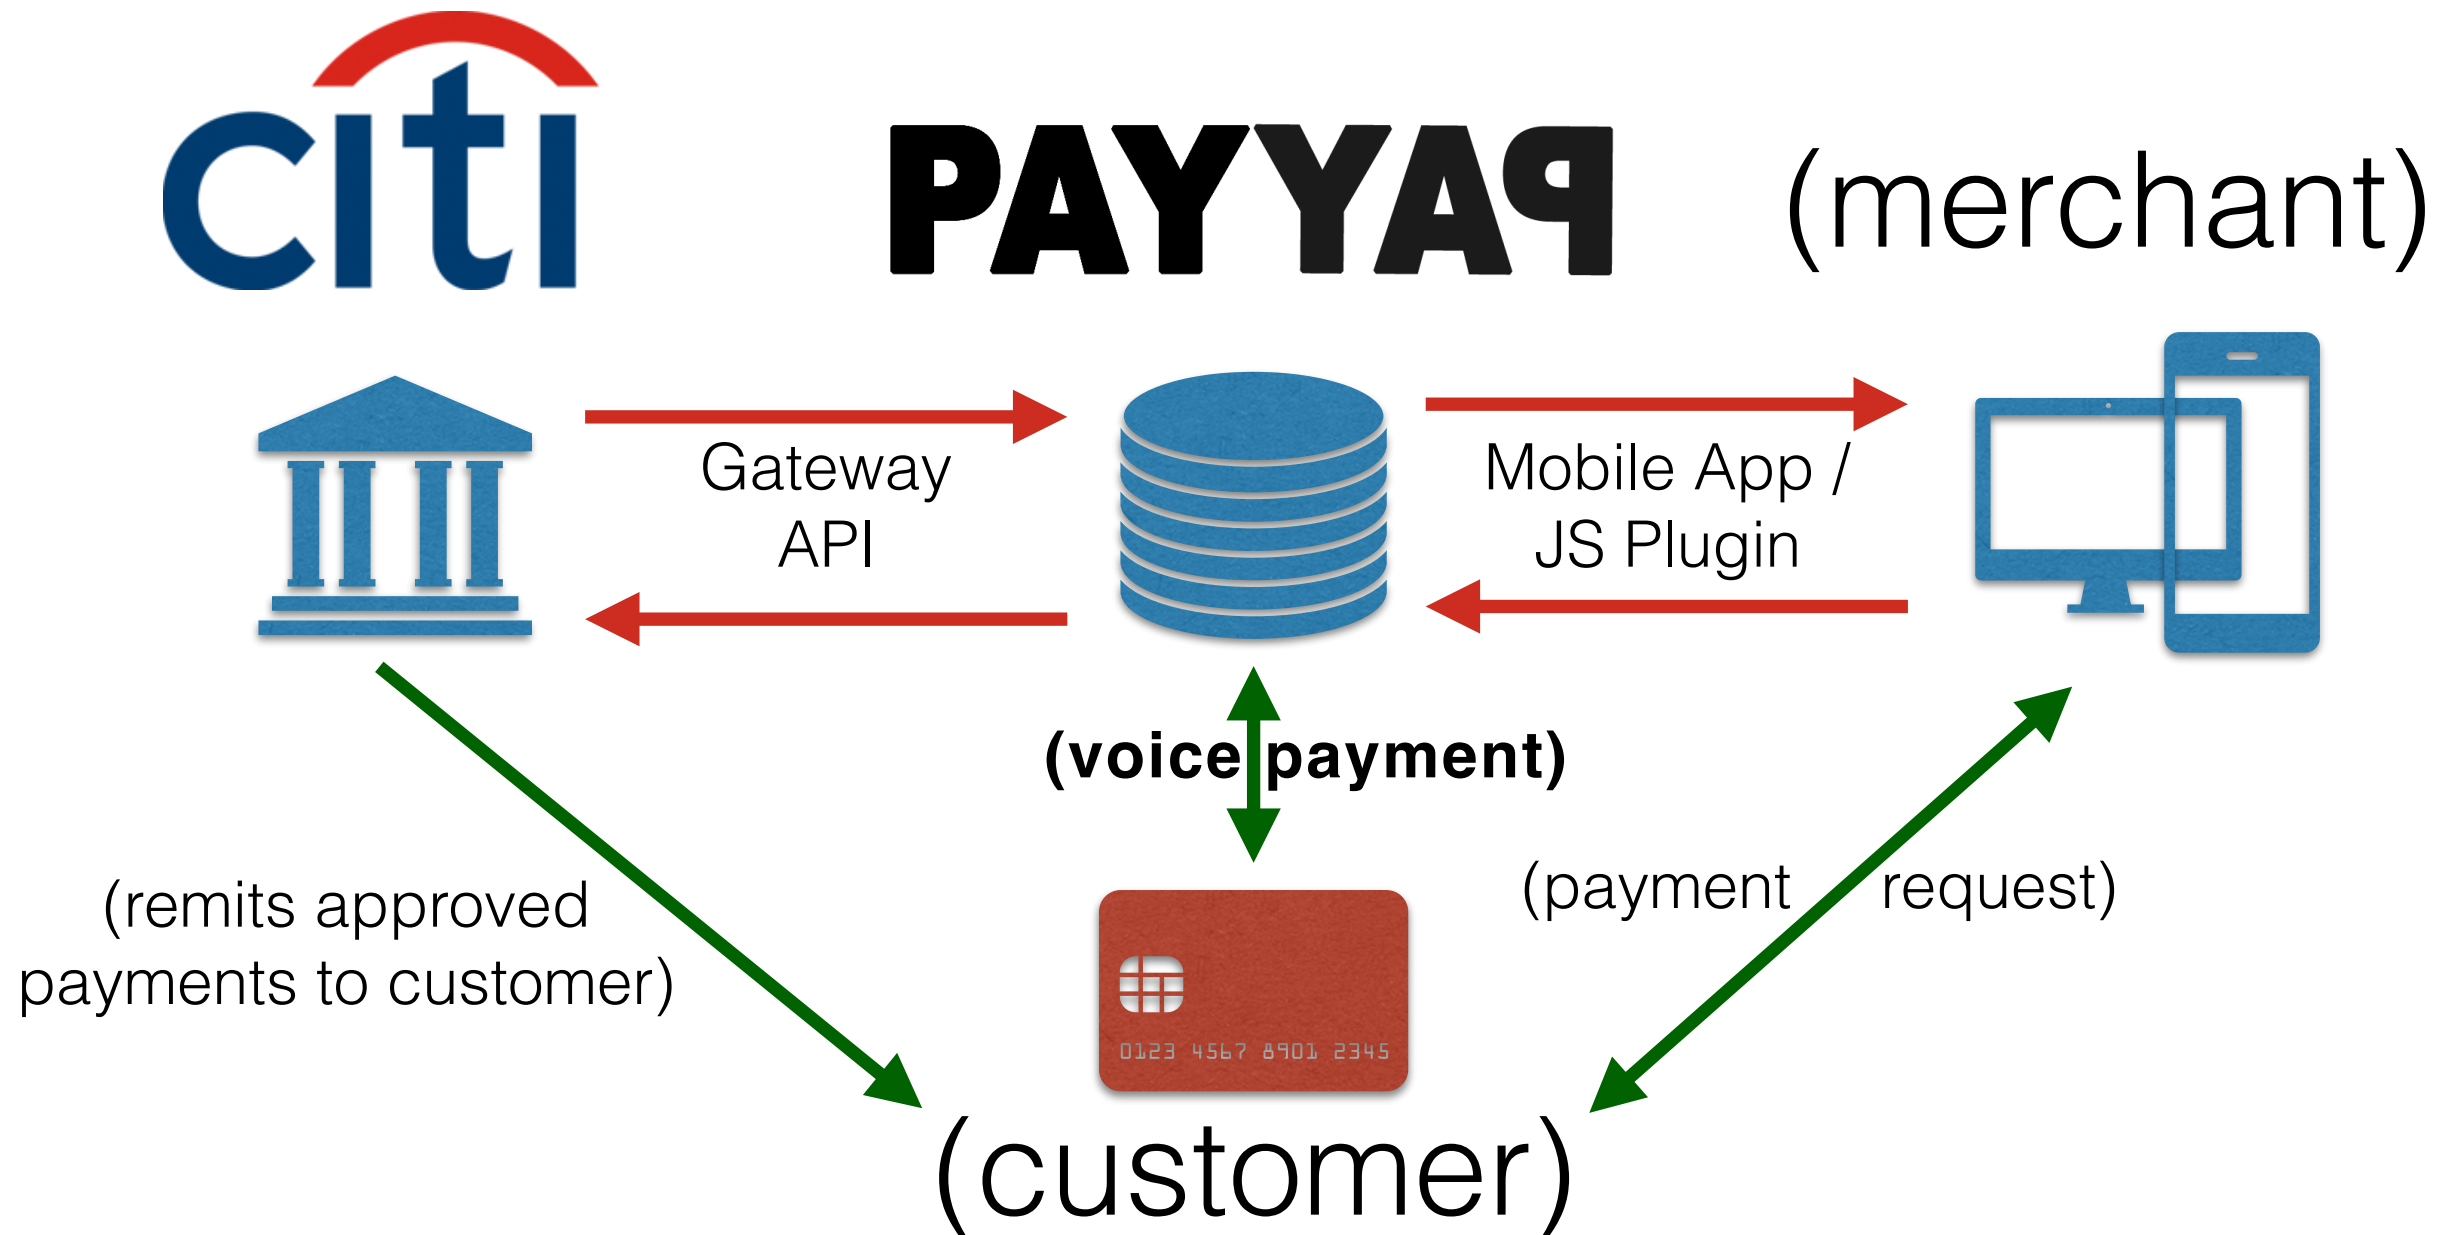 citi
PAYYAP
(merchant)
Gateway
API
Mobile App /
JS Plugin
(voice payment)
(payment request)
(remits approved
payments to customer)
0123 4567 8901 2345
(customer)